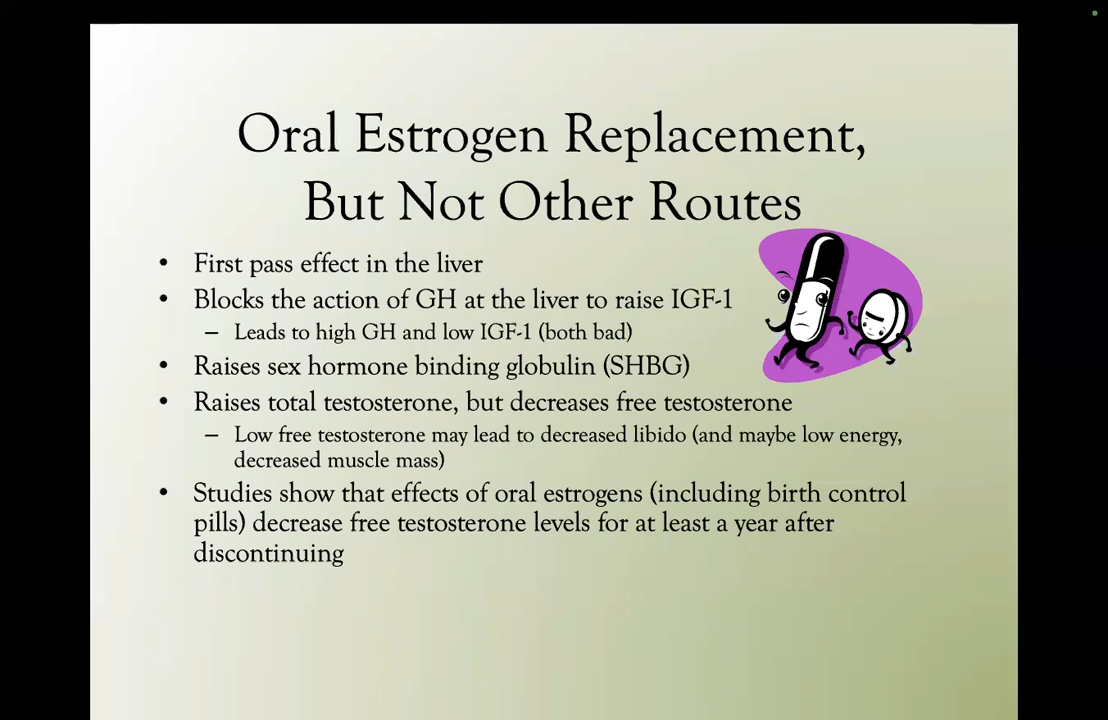 Oral Estrogen Replacement,
But Not Other Routes
• First pass effect in the liver
• Blocks the action of GH at the liver to raise IGF-1
– Leads to high GH and low IGF-1 (both bad)
• Raises sex hormone binding globulin (SHBG)
• Raises total testosterone, but decreases free testosterone
– Low free testosterone may lead to decreased libido (and maybe low energy,
decreased muscle mass)
• Studies show that effects of oral estrogens (including birth control
pills) decrease free testosterone levels for at least a year after
discontinuing